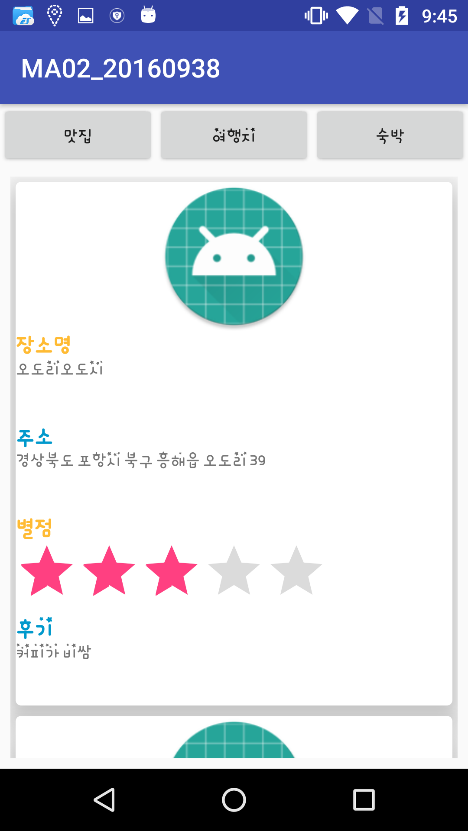 9:45
MA02_20160938
맛집
여행지
숙박
장소명
오도리오도시
주소
경상북도 포항시 북구 흥해읍 오도리 39
별점
후기
커피가 비쌈